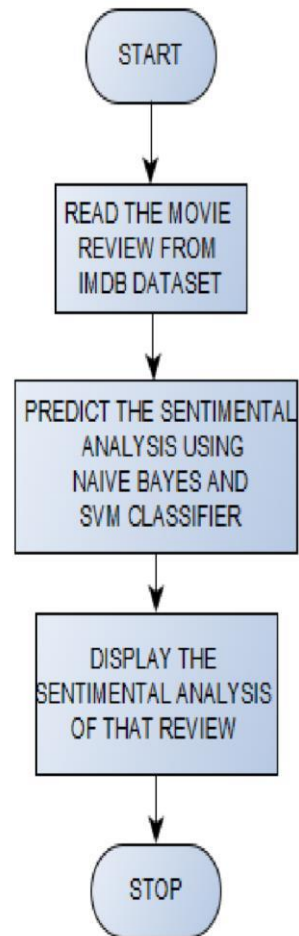 START
READ THE MOVIE
REVIEW FROM
IMDB DATASET
PREDICT THE SENTIMENTAL
ANALYSIS USING
NAIVE BAYES AND
SVM CLASSIFIER
DISPLAY THE
SENTIMENTAL ANALYSIS
OF THAT REVIEW
STOP